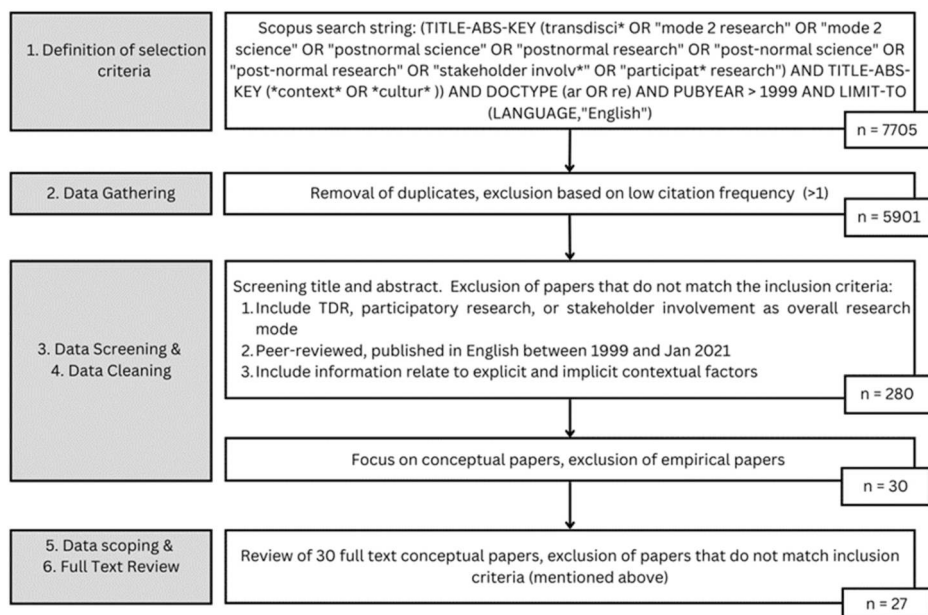 1. Definition of selection
criteria
Scopus search string: (TITLE-ABS-KEY (transdisci* OR "mode 2 research" OR "mode 2
science" OR "postnormal science" OR "postnormal research" OR "post-normal science" OR
"post-normal research" OR "stakeholder involv*" OR "participat* research") AND TITLE-ABS-
KEY (*context* OR *cultur* )) AND DOCTYPE (ar OR re) AND PUBYEAR > 1999 AND LIMIT-TO
(LANGUAGE,"English")
n = 7705
2. Data Gathering
Removal of duplicates, exclusion based on low citation frequency (>1)
n = 5901
3. Data Screening &
4. Data Cleaning
Screening title and abstract. Exclusion of papers that do not match the inclusion criteria:
1. Include TDR, participatory research, or stakeholder involvement as overall research
mode
2. Peer-reviewed, published in English between 1999 and Jan 2021
3. Include information relate to explicit and implicit contextual factors
n = 280
Focus on conceptual papers, exclusion of empirical papers
n = 30
5. Data scoping &
6. Full Text Review
Review of 30 full text conceptual papers, exclusion of papers that do not match inclusion
criteria (mentioned above)
n = 27